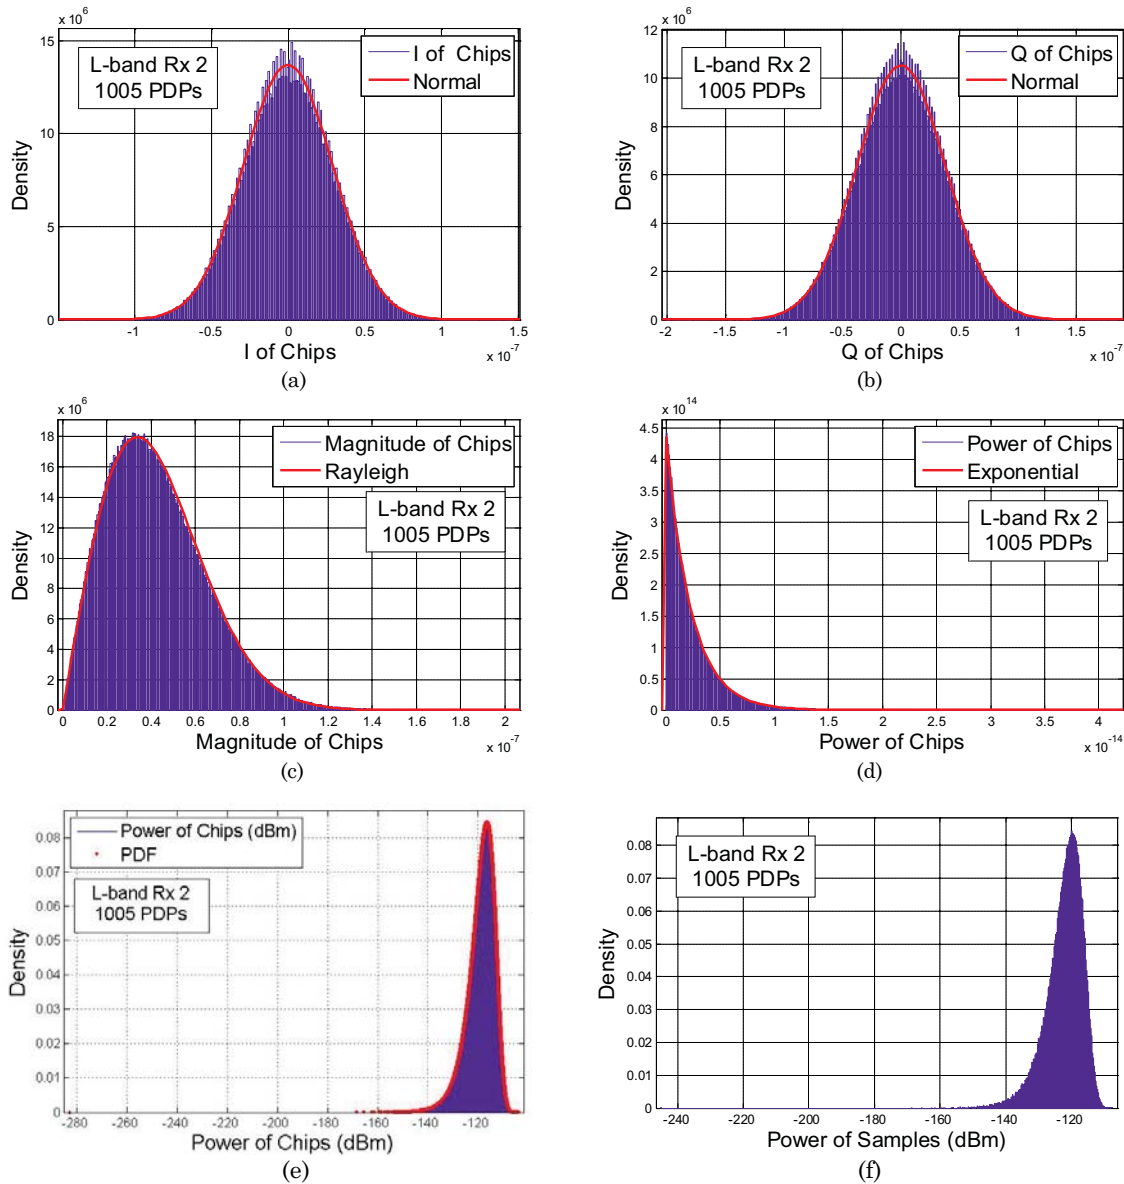 x 10^6
15
10
5
0
-1
-0.5
0
0.5
1
1.5
x 10^-7
Density
L-band Rx 2
1005 PDPs
I of Chips
Normal
I of Chips
(a)
x 10^6
12
10
8
6
4
2
0
-2
-1.5
-1
-0.5
0
0.5
1
1.5
x 10^-7
Density
L-band Rx 2
1005 PDPs
Q of Chips
Normal
Q of Chips
(b)
x 10^6
18
16
14
12
10
8
6
4
2
0
0
0.2
0.4
0.6
0.8
1
1.2
1.4
1.6
1.8
2
x 10^-7
Density
Magnitude of Chips
Rayleigh
L-band Rx 2
1005 PDPs
Magnitude of Chips
(c)
x 10^14
4.5
4
3.5
3
2.5
2
1.5
1
0.5
0
0
0.5
1
1.5
2
2.5
3
3.5
4
x 10^-14
Density
Power of Chips
Exponential
L-band Rx 2
1005 PDPs
Power of Chips
(d)
0.08
0.07
0.06
0.05
0.04
0.03
0.02
0.01
0
-280
-260
-240
-220
-200
-180
-160
-140
-120
Density
Power of Chips (dBm)
PDF
L-band Rx 2
1005 PDPs
Power of Chips (dBm)
(e)
0.08
0.07
0.06
0.05
0.04
0.03
0.02
0.01
0
-240
-220
-200
-180
-160
-140
-120
Density
L-band Rx 2
1005 PDPs
Power of Samples (dBm)
(f)